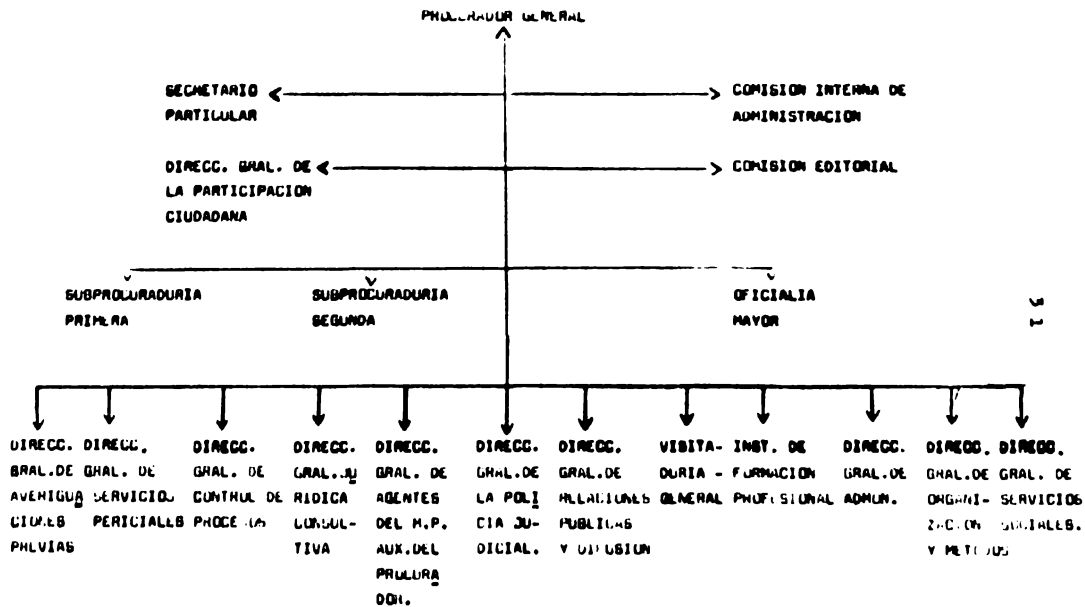 PROCURADOR GENERAL
SECRETARIO
PARTICULAR
COMISION INTERNA DE
ADMINISTRACION
DIRECC. GRAL. DE
LA PARTICIPACION
CIUDADANA
COMISION EDITORIAL
SUBPROCURADURIA
PRIMERA
SUBPROCURADURIA
SEGUNDA
OFICIALIA
MAYOR
31
DIRECC.
GRAL.DE
AVERIGUA
CIONES
PREVIAS
DIRECC.
GRAL. DE
SERVICIOS
PERICIALES
DIRECC.
GRAL. DE
CONTROL DE
PROCESOS
DIRECC.
GRAL.JU
RIDICA
CONSUL-
TIVA
DIRECC.
GRAL. DE
AGENTES
DEL M.P.
AUX.DEL
PROCURA
DOR.
DIRECC.
GRAL.DE
LA POLI
CIA JU-
DICIAL.
DIRECC.
GRAL.DE
RELACIONES
PUBLICAS
Y DIFUSION
VISITA-
DURIA -
GENERAL
INST. DE
FORMACION
PROFESIONAL
DIRECC.
GRAL.DE
ADMON.
DIRECC.
GRAL.DE
ORGANI-
ZACION
Y METODOS
DIRECC.
GRAL. DE
SERVICIOS
SOCIALES.